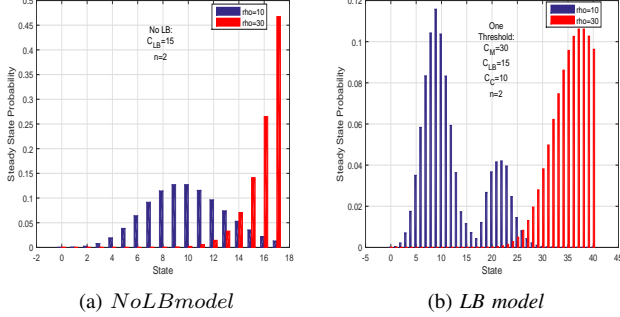 0.5
0.45
0.4
0.35
0.3
0.25
0.2
0.15
0.1
0.05
0
Steady State Probability
No LB:
C_LB=15
n=2
rho=10
rho=30
-2 0 2 4 6 8 10 12 14 16 18
State
(a) NoLBmodel
0.12
0.1
0.08
0.06
0.04
0.02
0
Steady State Probability
One
Threshold:
C_M=30
C_LB=15
C_C=10
n=2
rho=10
rho=30
-5 0 5 10 15 20 25 30 35 40 45
State
(b) LB model